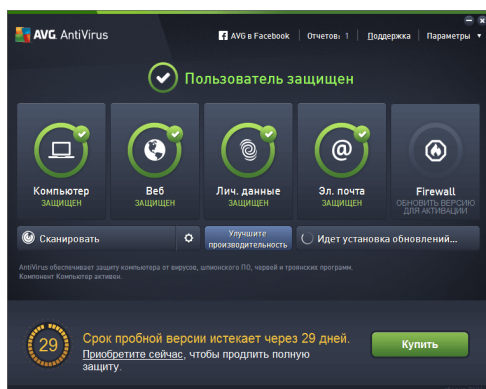 AVG AntiVirus
AVG в Facebook
Отчетов: 1
Поддержка
Параметры
Пользователь защищен
Компьютер
ЗАЩИЩЕН
Веб
ЗАЩИЩЕН
Лич. данные
ЗАЩИЩЕН
@
Эл. почта
ЗАЩИЩЕН
Firewall
ОБНОВИТЬ ВЕРСИЮ
ДЛЯ АКТИВАЦИИ
Сканировать
Улучшите
производительность
Идет установка обновлений...
AntiVirus обеспечивает защиту компьютера от вирусов, шпионского ПО, червей и троянских программ.
Компонент Компьютер активен.
29
Срок пробной версии истекает через 29 дней.
Приобретите сейчас, чтобы продлить полную
защиту.
Купить